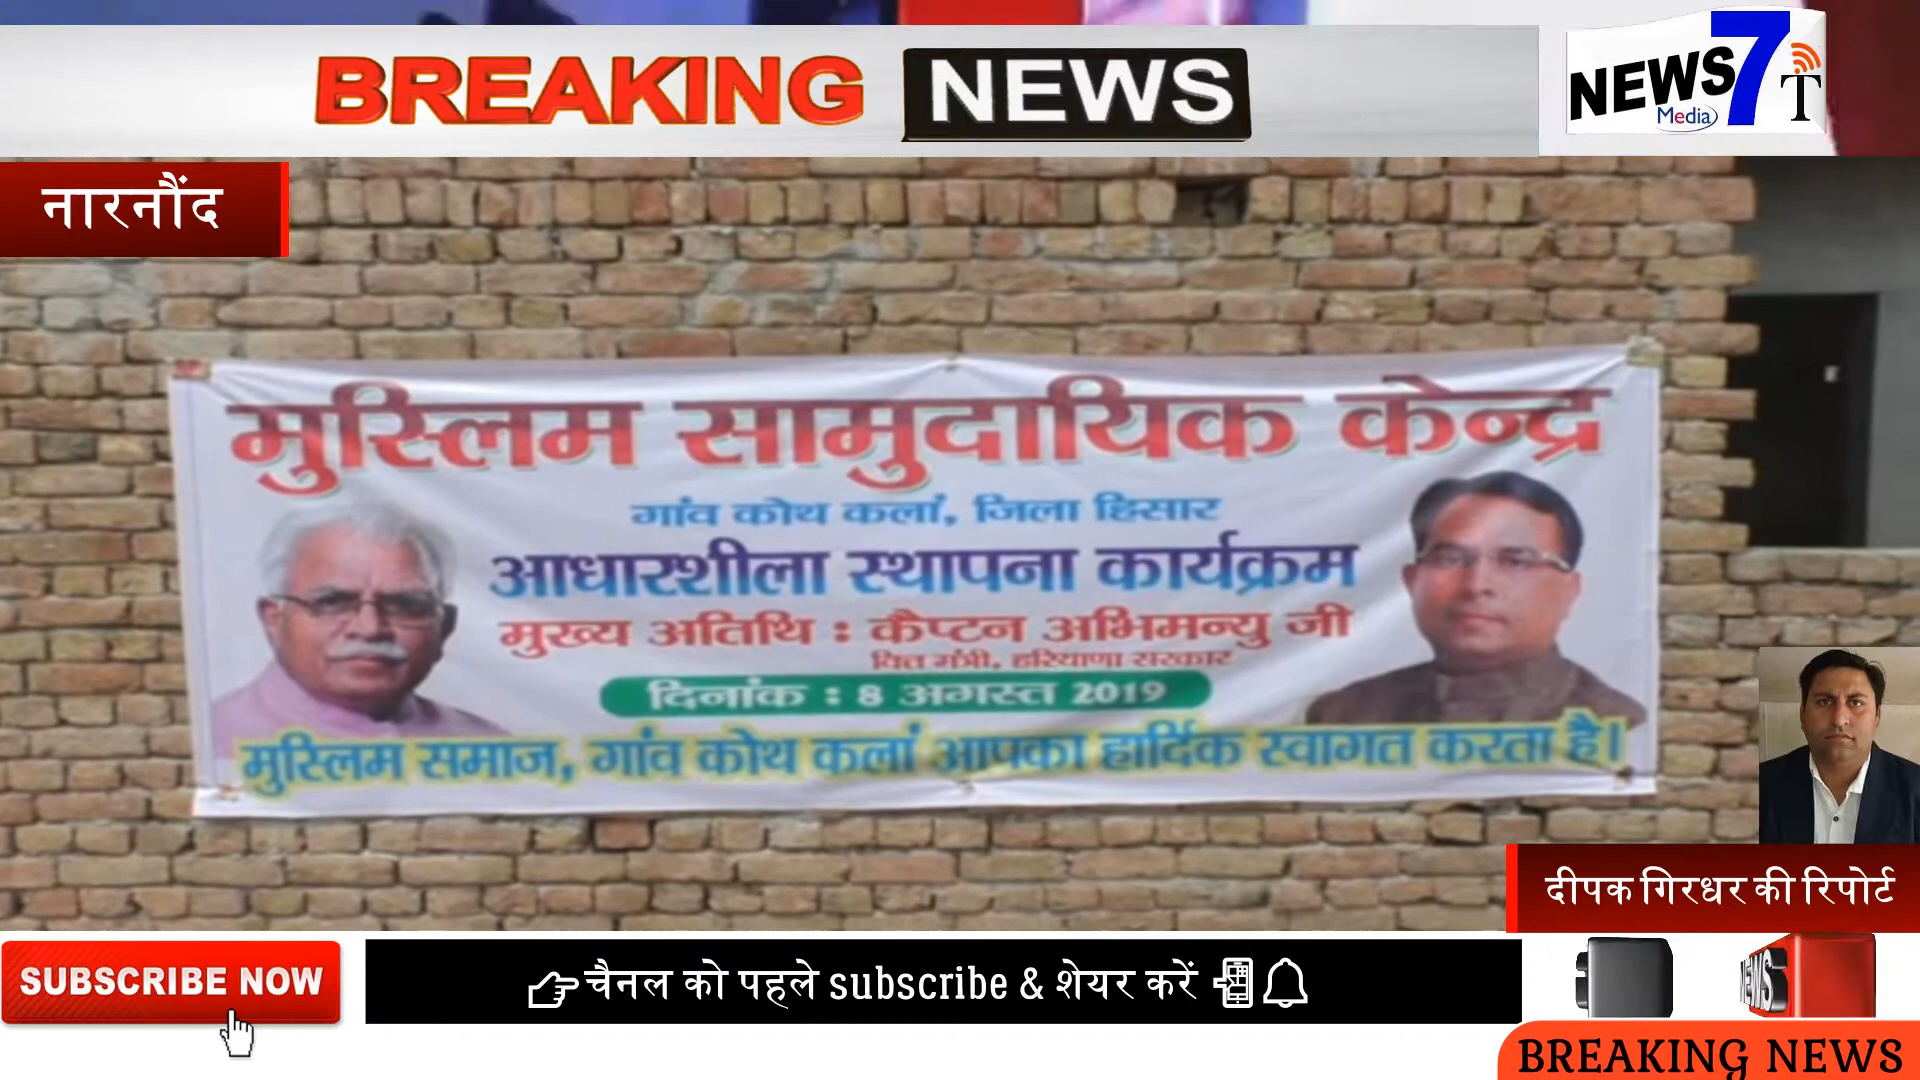 BREAKING NEWS
NEWS 7 T
Media
नारनौंद
मुस्लिम सामुदायिक केन्द्र
गांव कोथ कलां, जिला हिसार
आधारशीला स्थापना कार्यक्रम
मुख्य अतिथि : कैप्टन अभिमन्यु जी
वित्त मंत्री, हरियाणा सरकार
दिनांक : 8 अगस्त 2019
मुस्लिम समाज, गांव कोथ कलां आपका हार्दिक स्वागत करता है।
दीपक गिरधर की रिपोर्ट
SUBSCRIBE NOW
चैनल को पहले subscribe & शेयर करें
NEWS
BREAKING NEWS